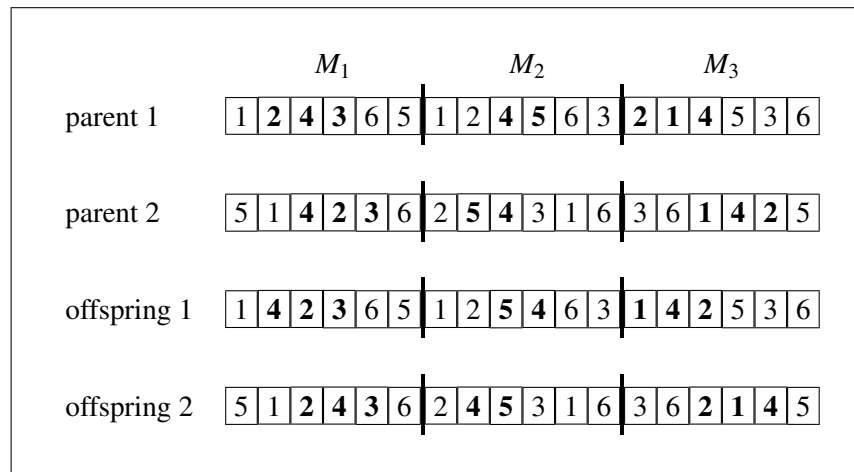 M1 M2 M3
parent 1 1 2 4 3 6 5 1 2 4 5 6 3 2 1 4 5 3 6
parent 2 5 1 4 2 3 6 2 5 4 3 1 6 3 6 1 4 2 5
offspring 1 1 4 2 3 6 5 1 2 5 4 6 3 1 4 2 5 3 6
offspring 2 5 1 2 4 3 6 2 4 5 3 1 6 3 6 2 1 4 5